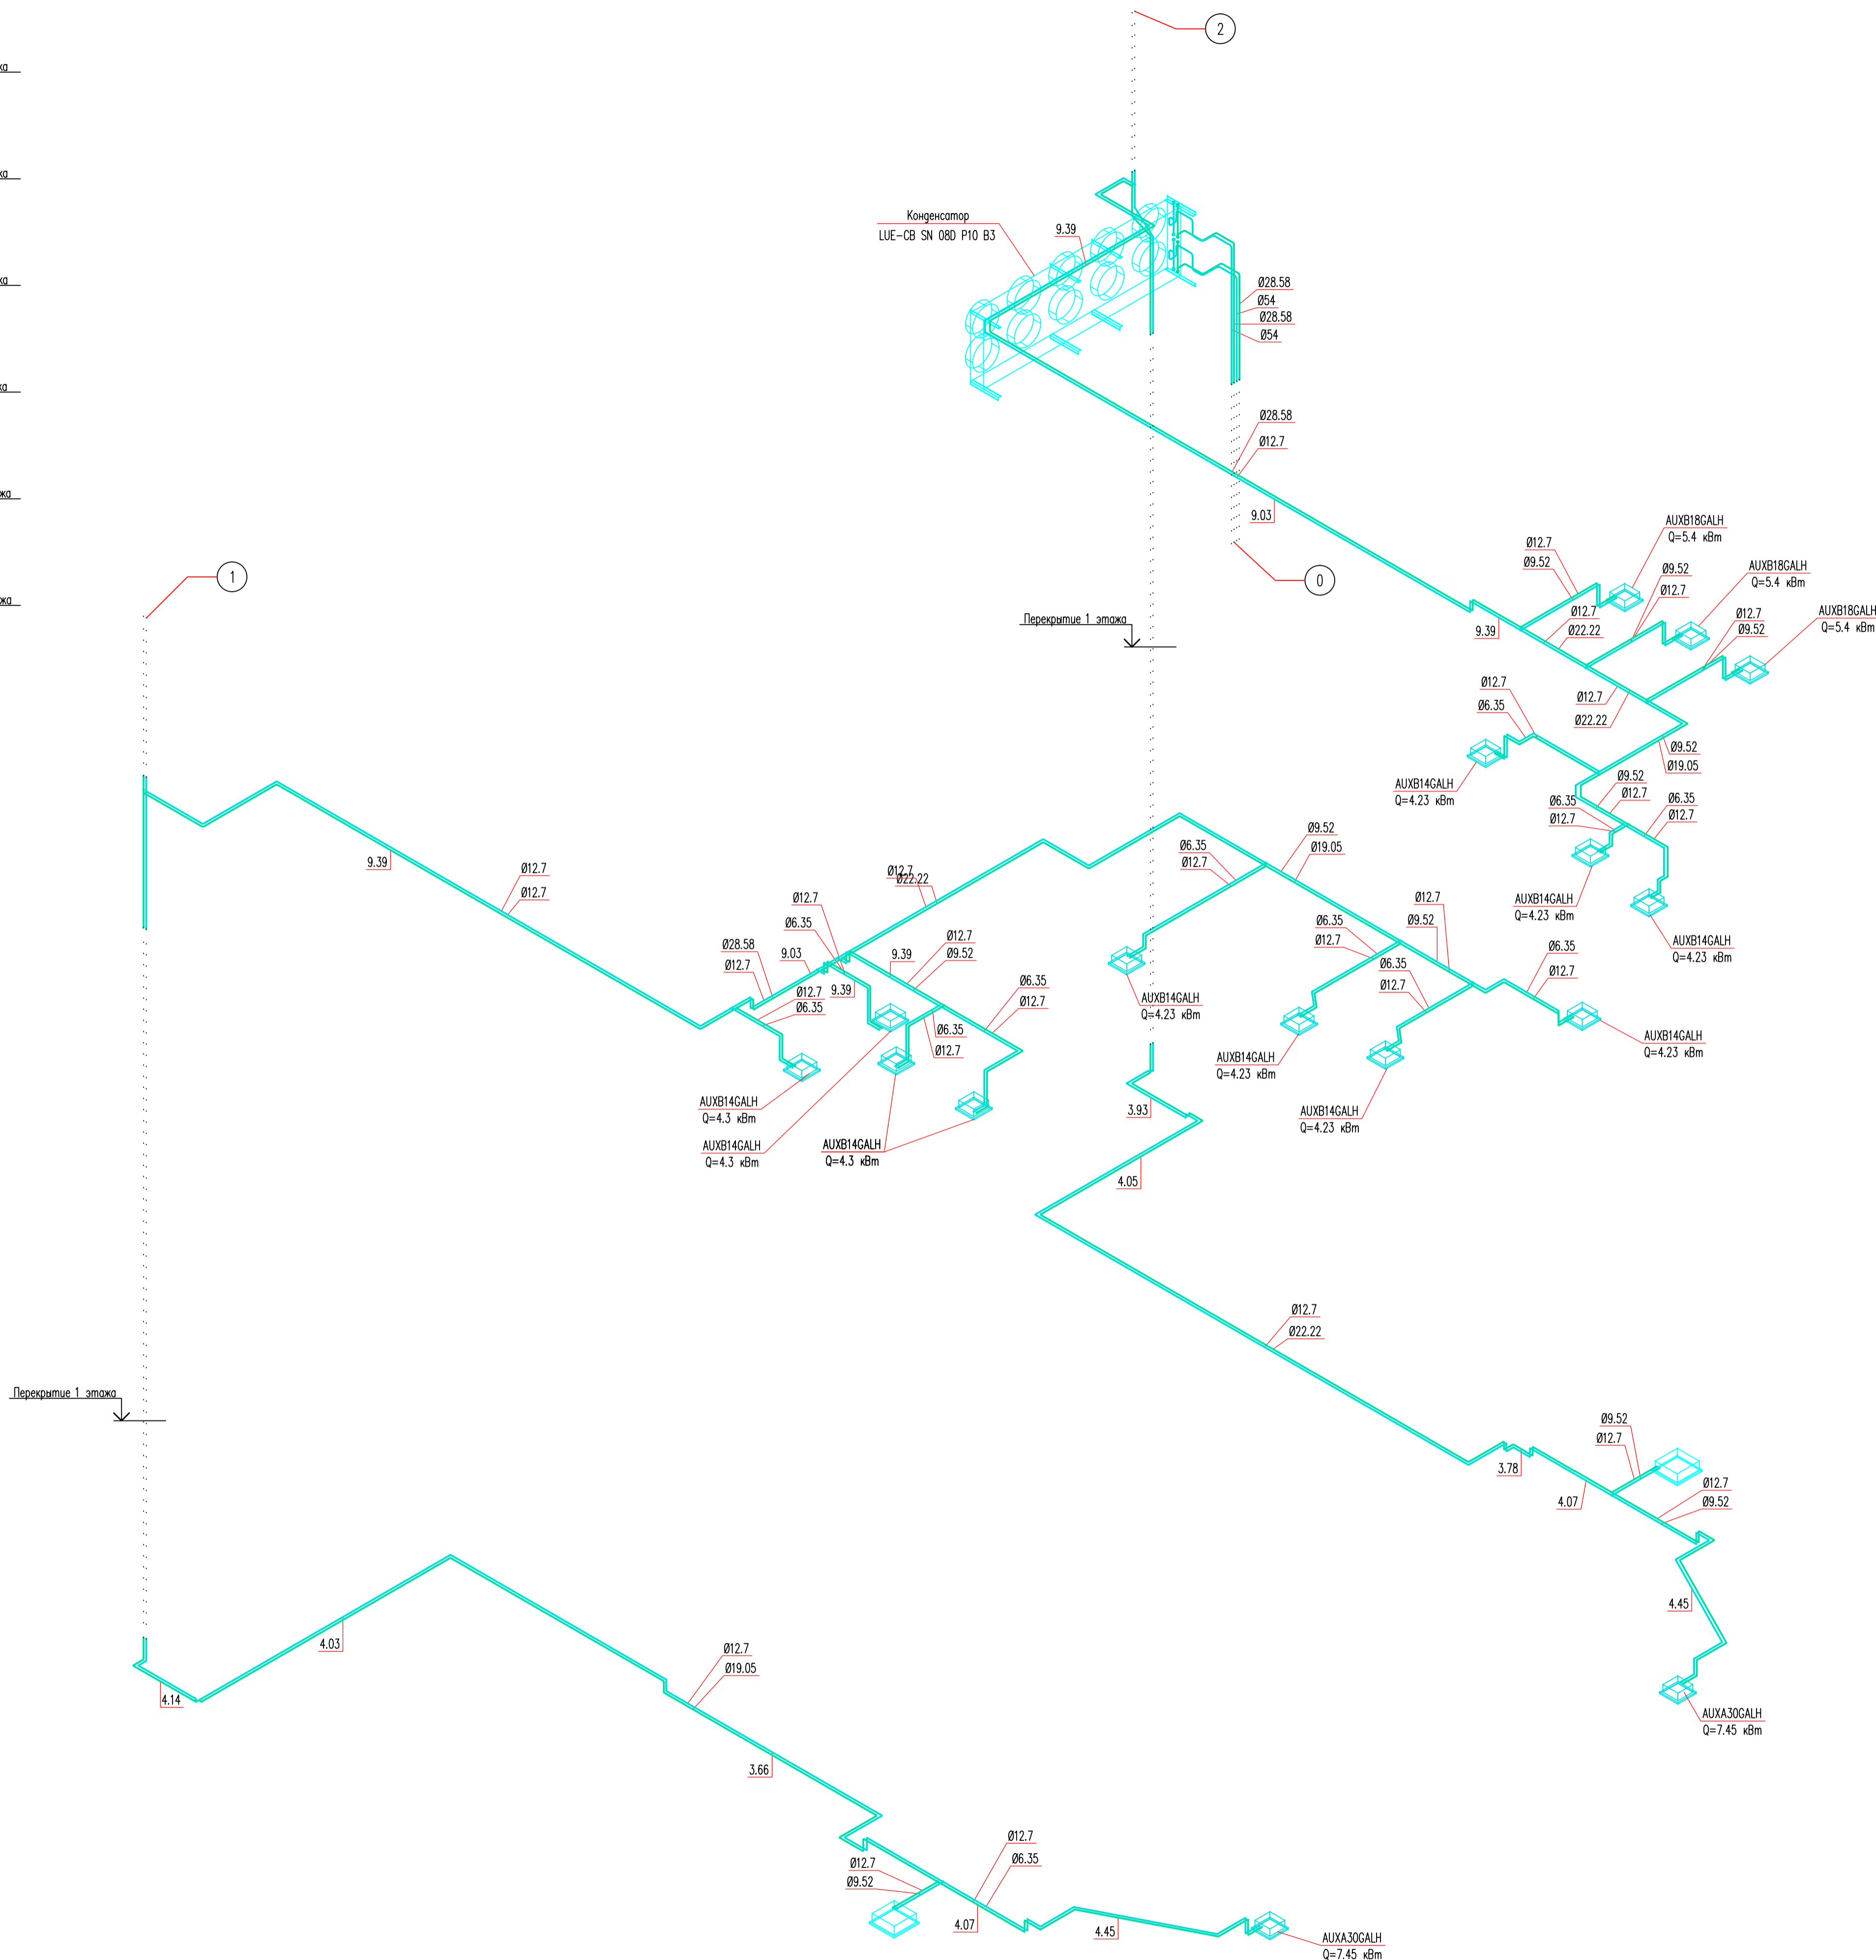 2
жа
жа
Конденсатор
LUE-CB SN 08D P10 B3
9.39
жа
Ø28.58
Ø54
Ø28.58
Ø54
жа
Ø28.58
Ø12.7
жа
9.03
AUXB18GALH
Q=5.4 кВт
Ø12.7
Ø9.52
Ø9.52
Ø12.7
AUXB18GALH
Q=5.4 кВт
1
0
жа
Перекрытие 1 этажа
9.39
Ø12.7
Ø22.22
Ø12.7
Ø9.52
AUXB18GALH
Q=5.4 кВт
Ø12.7
Ø6.35
Ø12.7
Ø22.22
Ø9.52
Ø19.05
AUXB14GALH
Q=4.23 кВт
Ø9.52
Ø12.7
Ø6.35
Ø12.7
Ø6.35
Ø12.7
AUXB14GALH
Q=4.23 кВт
AUXB14GALH
Q=4.23 кВт
9.39
Ø12.7
Ø12.7
Ø12.7
Ø22.22
Ø9.52
Ø19.05
Ø6.35
Ø12.7
Ø12.7
Ø6.35
Ø12.7
Ø9.52
Ø6.35
Ø12.7
Ø28.58
Ø12.7
9.03
9.39
9.39
Ø12.7
Ø9.52
Ø12.7
Ø6.35
Ø6.35
Ø12.7
Ø6.35
Ø12.7
Ø6.35
Ø12.7
Ø6.35
Ø12.7
AUXB14GALH
Q=4.23 кВт
AUXB14GALH
Q=4.23 кВт
AUXB14GALH
Q=4.23 кВт
AUXB14GALH
Q=4.23 кВт
AUXB14GALH
Q=4.3 кВт
AUXB14GALH
Q=4.3 кВт
AUXB14GALH
Q=4.3 кВт
3.93
4.05
Ø12.7
Ø22.22
Перекрытие 1 этажа
Ø9.52
Ø12.7
3.78
4.07
Ø12.7
Ø9.52
4.45
4.03
4.14
Ø12.7
Ø19.05
AUXA30GALH
Q=7.45 кВт
3.66
Ø12.7
Ø6.35
Ø12.7
Ø9.52
4.07
4.45
AUXA30GALH
Q=7.45 кВт